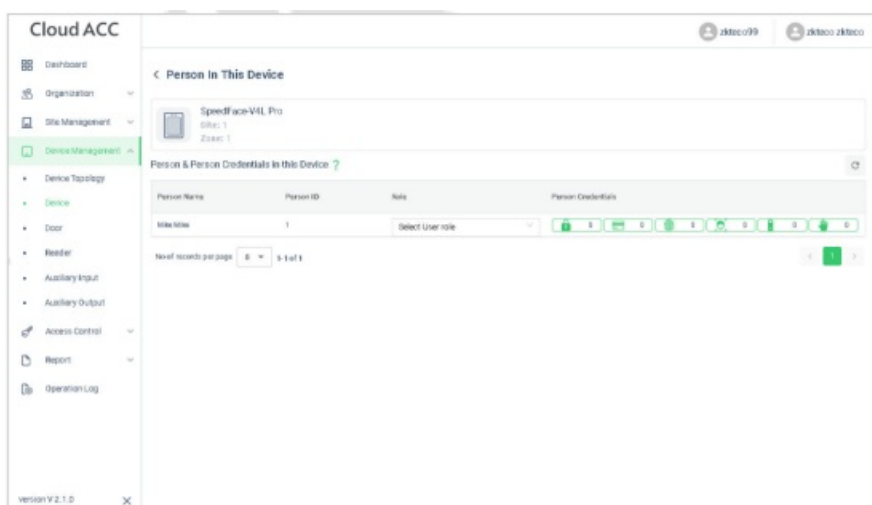 Cloud ACC
zkteco99
zkteco zkteco
Dashboard
Organization
Site Management
Device Management
Device Topology
Device
Door
Reader
Auxiliary Input
Auxiliary Output
Access Control
Report
Operation Log
version V 2.1.0
Person In This Device
SpeedFace-V4L Pro
Site: 1
Zone: 1
Person & Person Credentials in this Device ?
Person Name Person ID Role Person Credentials
Mike Mike 1 Select User role
No of records per page 8 1-1 of 1
1